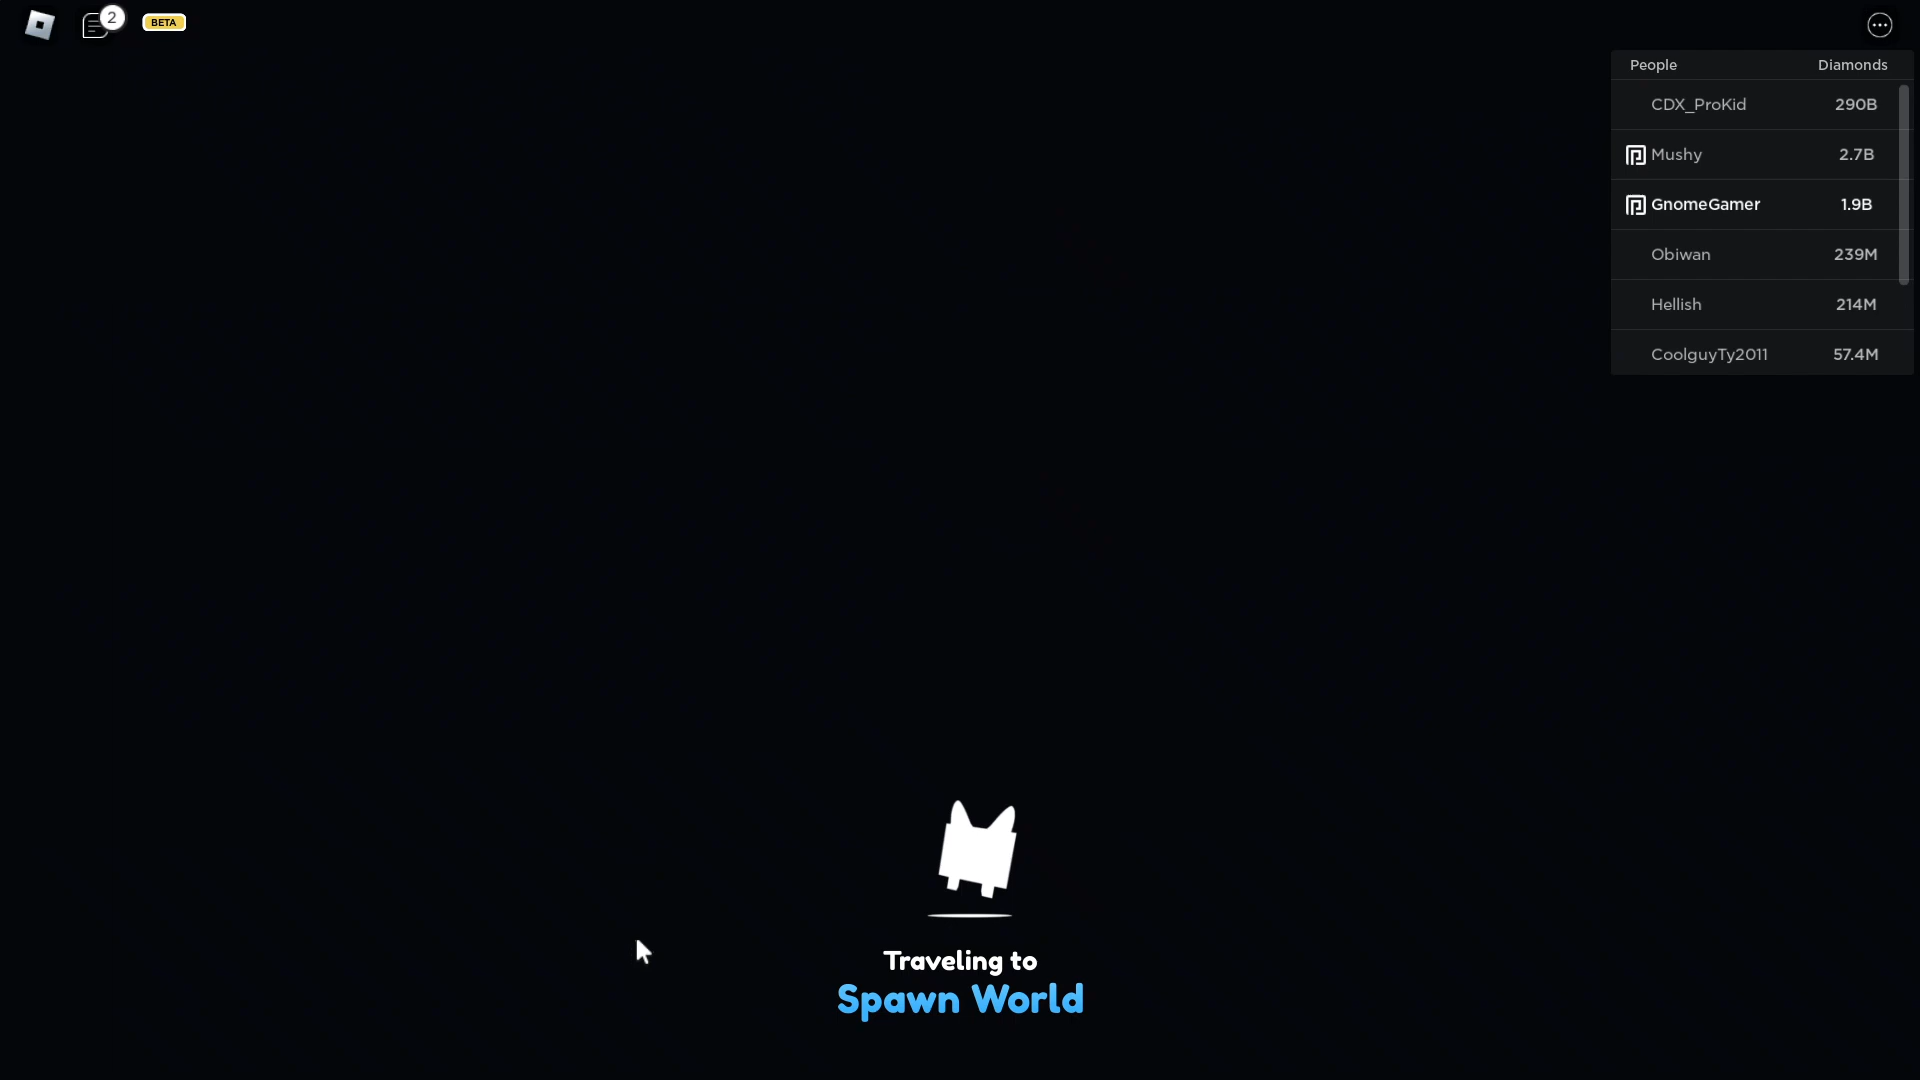 2
BETA
People Diamonds
CDX_ProKid 290B
Mushy 2.7B
GnomeGamer 1.9B
Obiwan 239M
Hellish 214M
CoolguyTy2011 57.4M
Traveling to
Spawn World